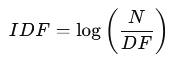 IDF = log(N/DF)